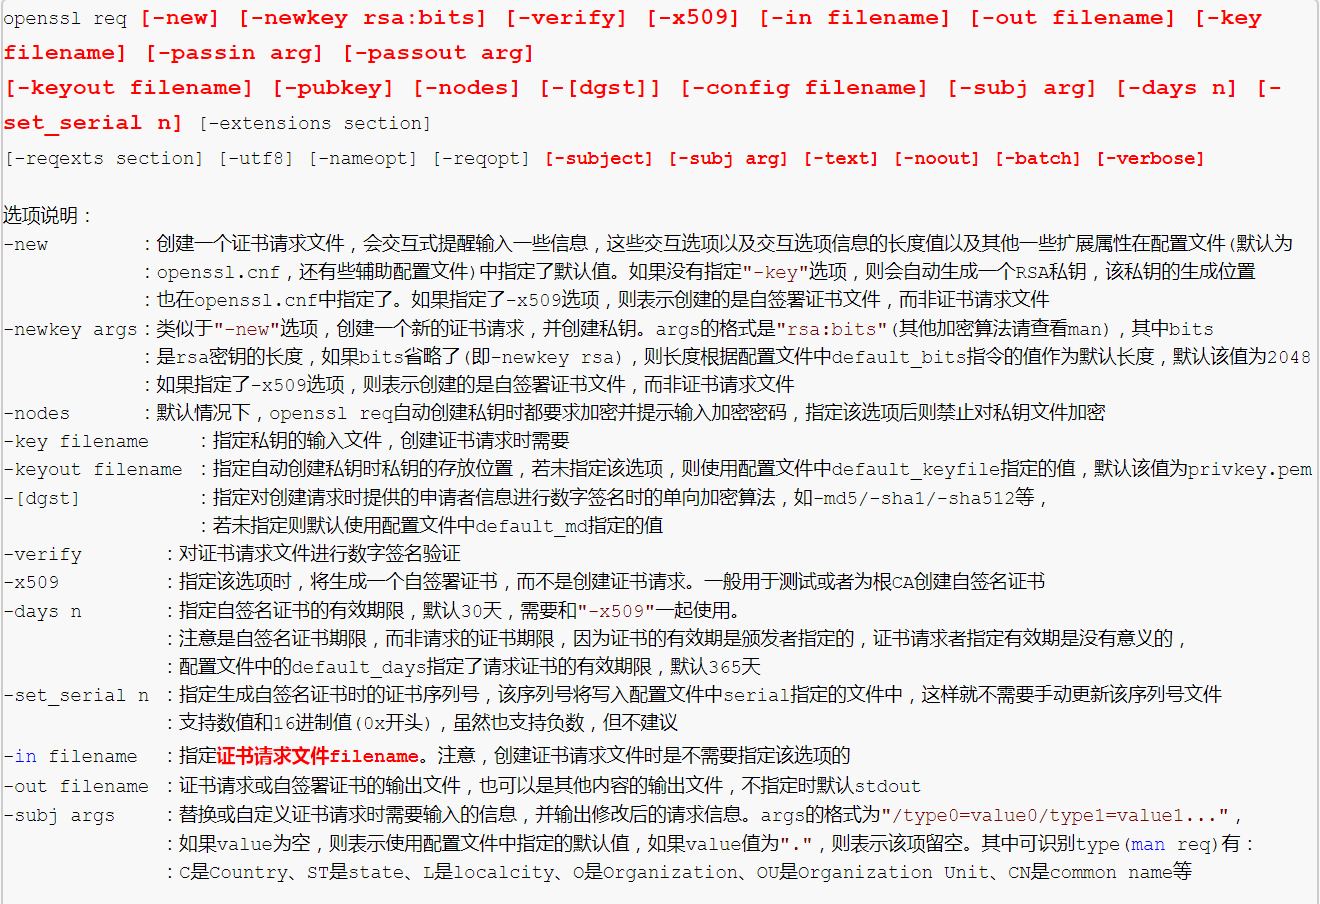 openssl req [-new] [-newkey rsa:bits] [-verify] [-x509] [-in filename] [-out filename] [-key
filename] [-passin arg] [-passout arg]
[-keyout filename] [-pubkey] [-nodes] [-[dgst]] [-config filename] [-subj arg] [-days n] [-
set_serial n] [-extensions section]
[-reqexts section] [-utf8] [-nameopt] [-reqopt] [-subject] [-subj arg] [-text] [-noout] [-batch] [-verbose]
选项说明：
-new ：创建一个证书请求文件，会交互式提醒输入一些信息，这些交互选项以及交互选项信息的长度值以及其他一些扩展属性在配置文件(默认为
：openssl.cnf，还有些辅助配置文件)中指定了默认值。如果没有指定"-key"选项，则会自动生成一个RSA私钥，该私钥的生成位置
：也在openssl.cnf中指定了。如果指定了-x509选项，则表示创建的是自签署证书文件，而非证书请求文件
-newkey args：类似于"-new"选项，创建一个新的证书请求，并创建私钥。args的格式是"rsa:bits"(其他加密算法请查看man)，其中bits
：是rsa密钥的长度，如果bits省略了(即-newkey rsa)，则长度根据配置文件中default_bits指令的值作为默认长度，默认该值为2048
：如果指定了-x509选项，则表示创建的是自签署证书文件，而非证书请求文件
-nodes ：默认情况下，openssl req自动创建私钥时都要求加密并提示输入加密密码，指定该选项后则禁止对私钥文件加密
-key filename ：指定私钥的输入文件，创建证书请求时需要
-keyout filename ：指定自动创建私钥时私钥的存放位置，若未指定该选项，则使用配置文件中default_keyfile指定的值，默认该值为privkey.pem
-[dgst] ：指定对创建请求时提供的申请者信息进行数字签名时的单向加密算法，如-md5/-sha1/-sha512等，
：若未指定则默认使用配置文件中default_md指定的值
-verify ：对证书请求文件进行数字签名验证
-x509 ：指定该选项时，将生成一个自签署证书，而不是创建证书请求。一般用于测试或者为根CA创建自签名证书
-days n ：指定自签名证书的有效期限，默认30天，需要和"-x509"一起使用。
：注意是自签名证书期限，而非请求的证书期限，因为证书的有效期是颁发者指定的，证书请求者指定有效期是没有意义的，
：配置文件中的default_days指定了请求证书的有效期限，默认365天
-set_serial n ：指定生成自签名证书时的证书序列号，该序列号将写入配置文件中serial指定的文件中，这样就不需要手动更新该序列号文件
：支持数值和16进制值(0x开头)，虽然也支持负数，但不建议
-in filename ：指定证书请求文件filename。注意，创建证书请求文件时是不需要指定该选项的
-out filename ：证书请求或自签署证书的输出文件，也可以是其他内容的输出文件，不指定时默认stdout
-subj args ：替换或自定义证书请求时需要输入的信息，并输出修改后的请求信息。args的格式为"/type0=value0/type1=value1..."，
：如果value为空，则表示使用配置文件中指定的默认值，如果value值为"."，则表示该项留空。其中可识别type(man req)有：
：C是Country、ST是state、L是localcity、O是Organization、OU是Organization Unit、CN是common name等